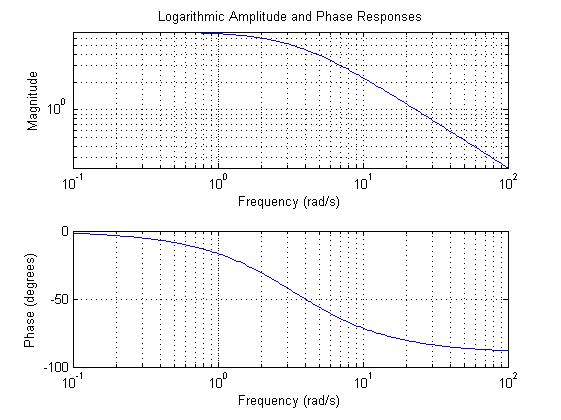 Logarithmic Amplitude and Phase Responses
Magnitude
10^0
10^-1 10^0 10^1 10^2
Frequency (rad/s)
Phase (degrees)
0
-50
-100
10^-1 10^0 10^1 10^2
Frequency (rad/s)